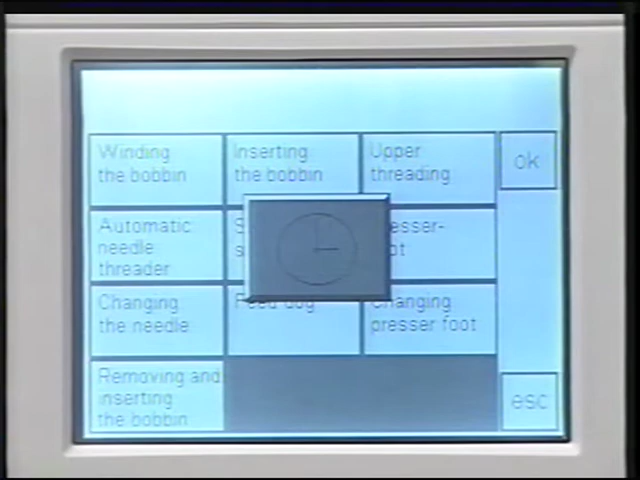 Winding
the bobbin
Inserting
the bobbin
Upper
threading
ok
Automatic
needle
threader
Changing
the needle
Feed dog
Changing
presser foot
Removing and
inserting
the bobbin
esc